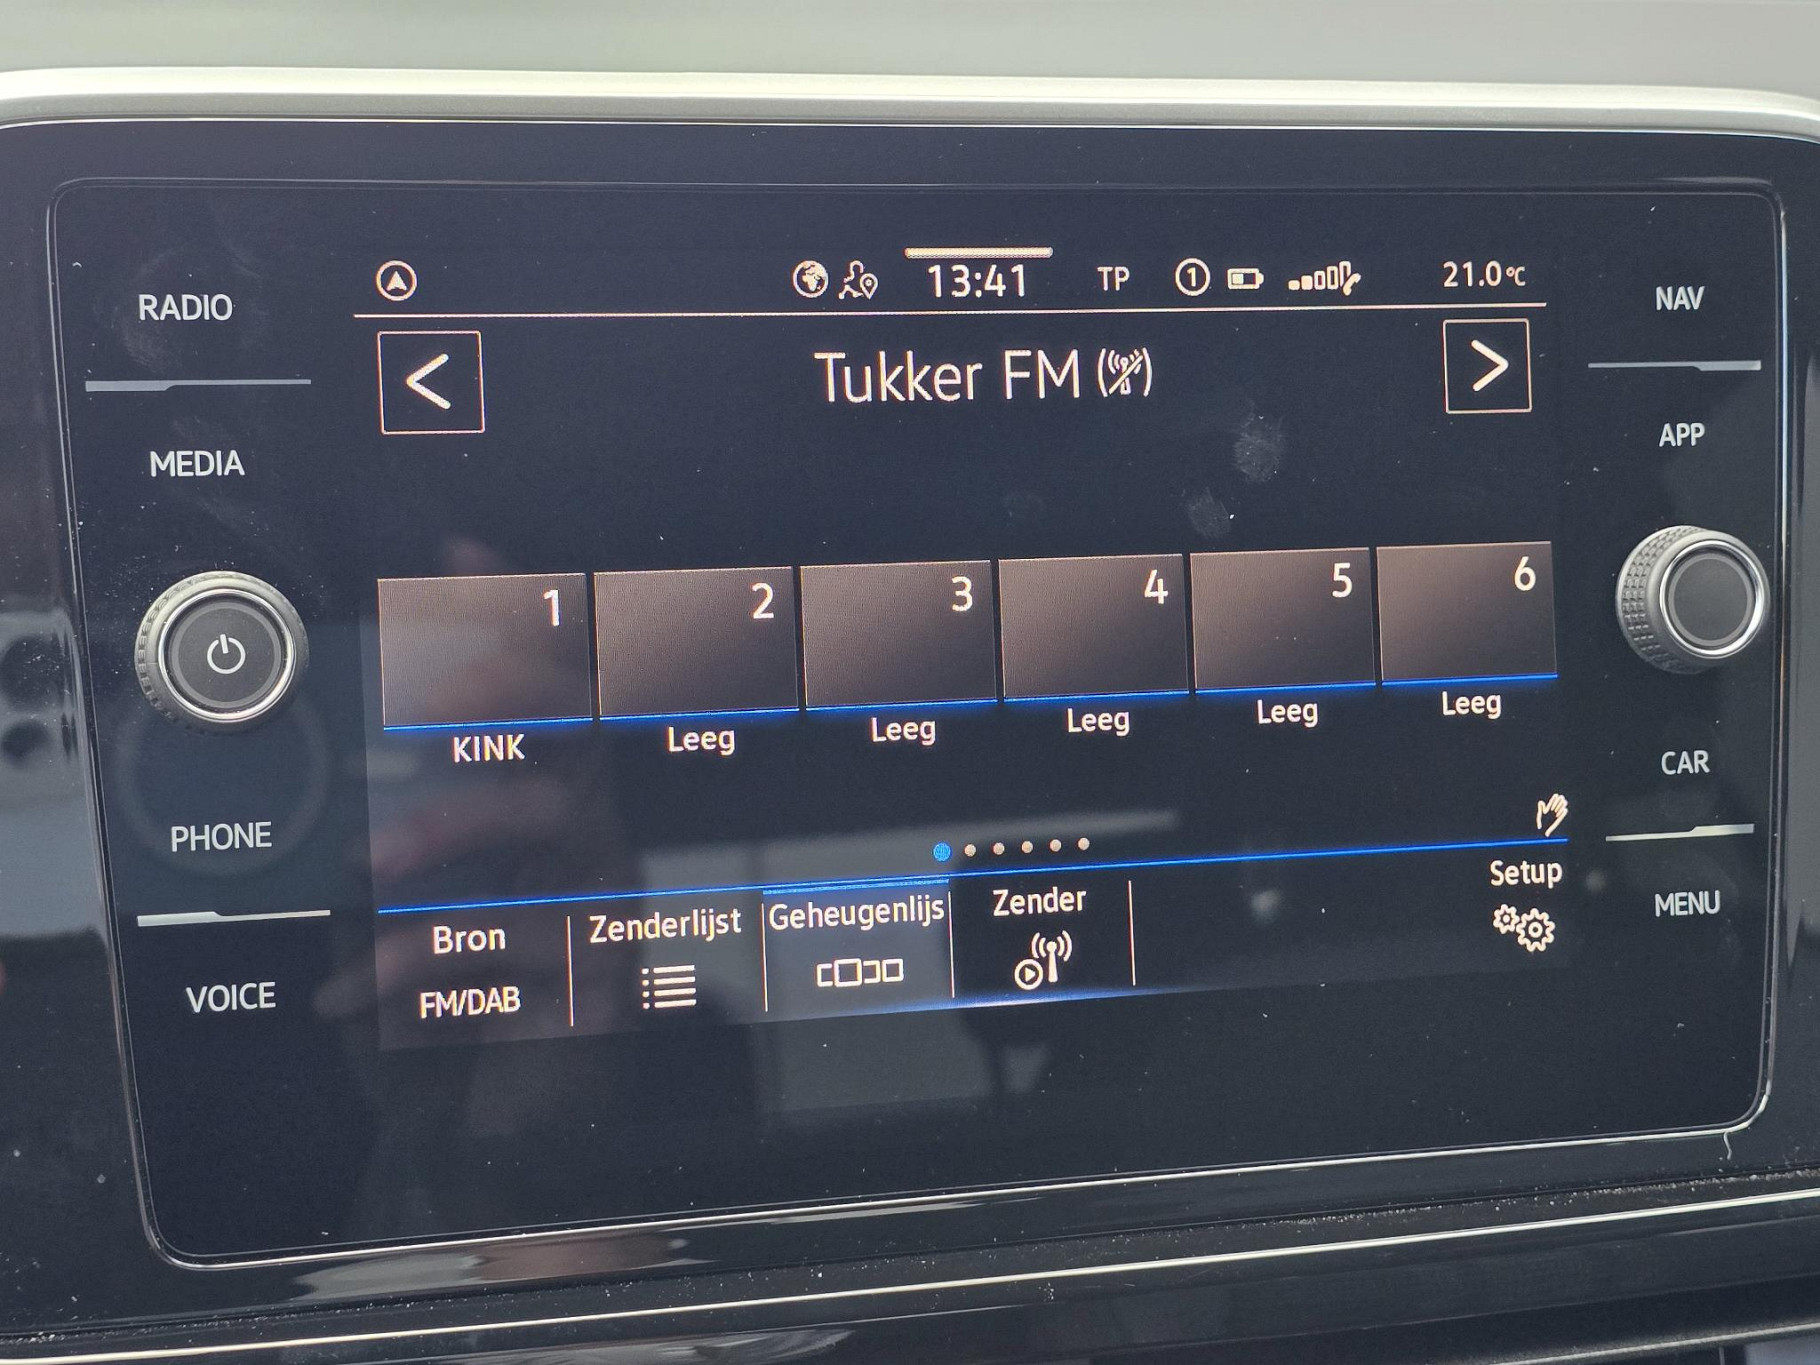 RADIO
MEDIA
PHONE
VOICE
13:41
TP
1
21.0°C
<
Tukker FM
>
1
2
3
4
5
6
KINK
Leeg
Leeg
Leeg
Leeg
Leeg
Bron
FM/DAB
Zenderlijst
Geheugenlijs
Zender
Setup
NAV
APP
CAR
MENU